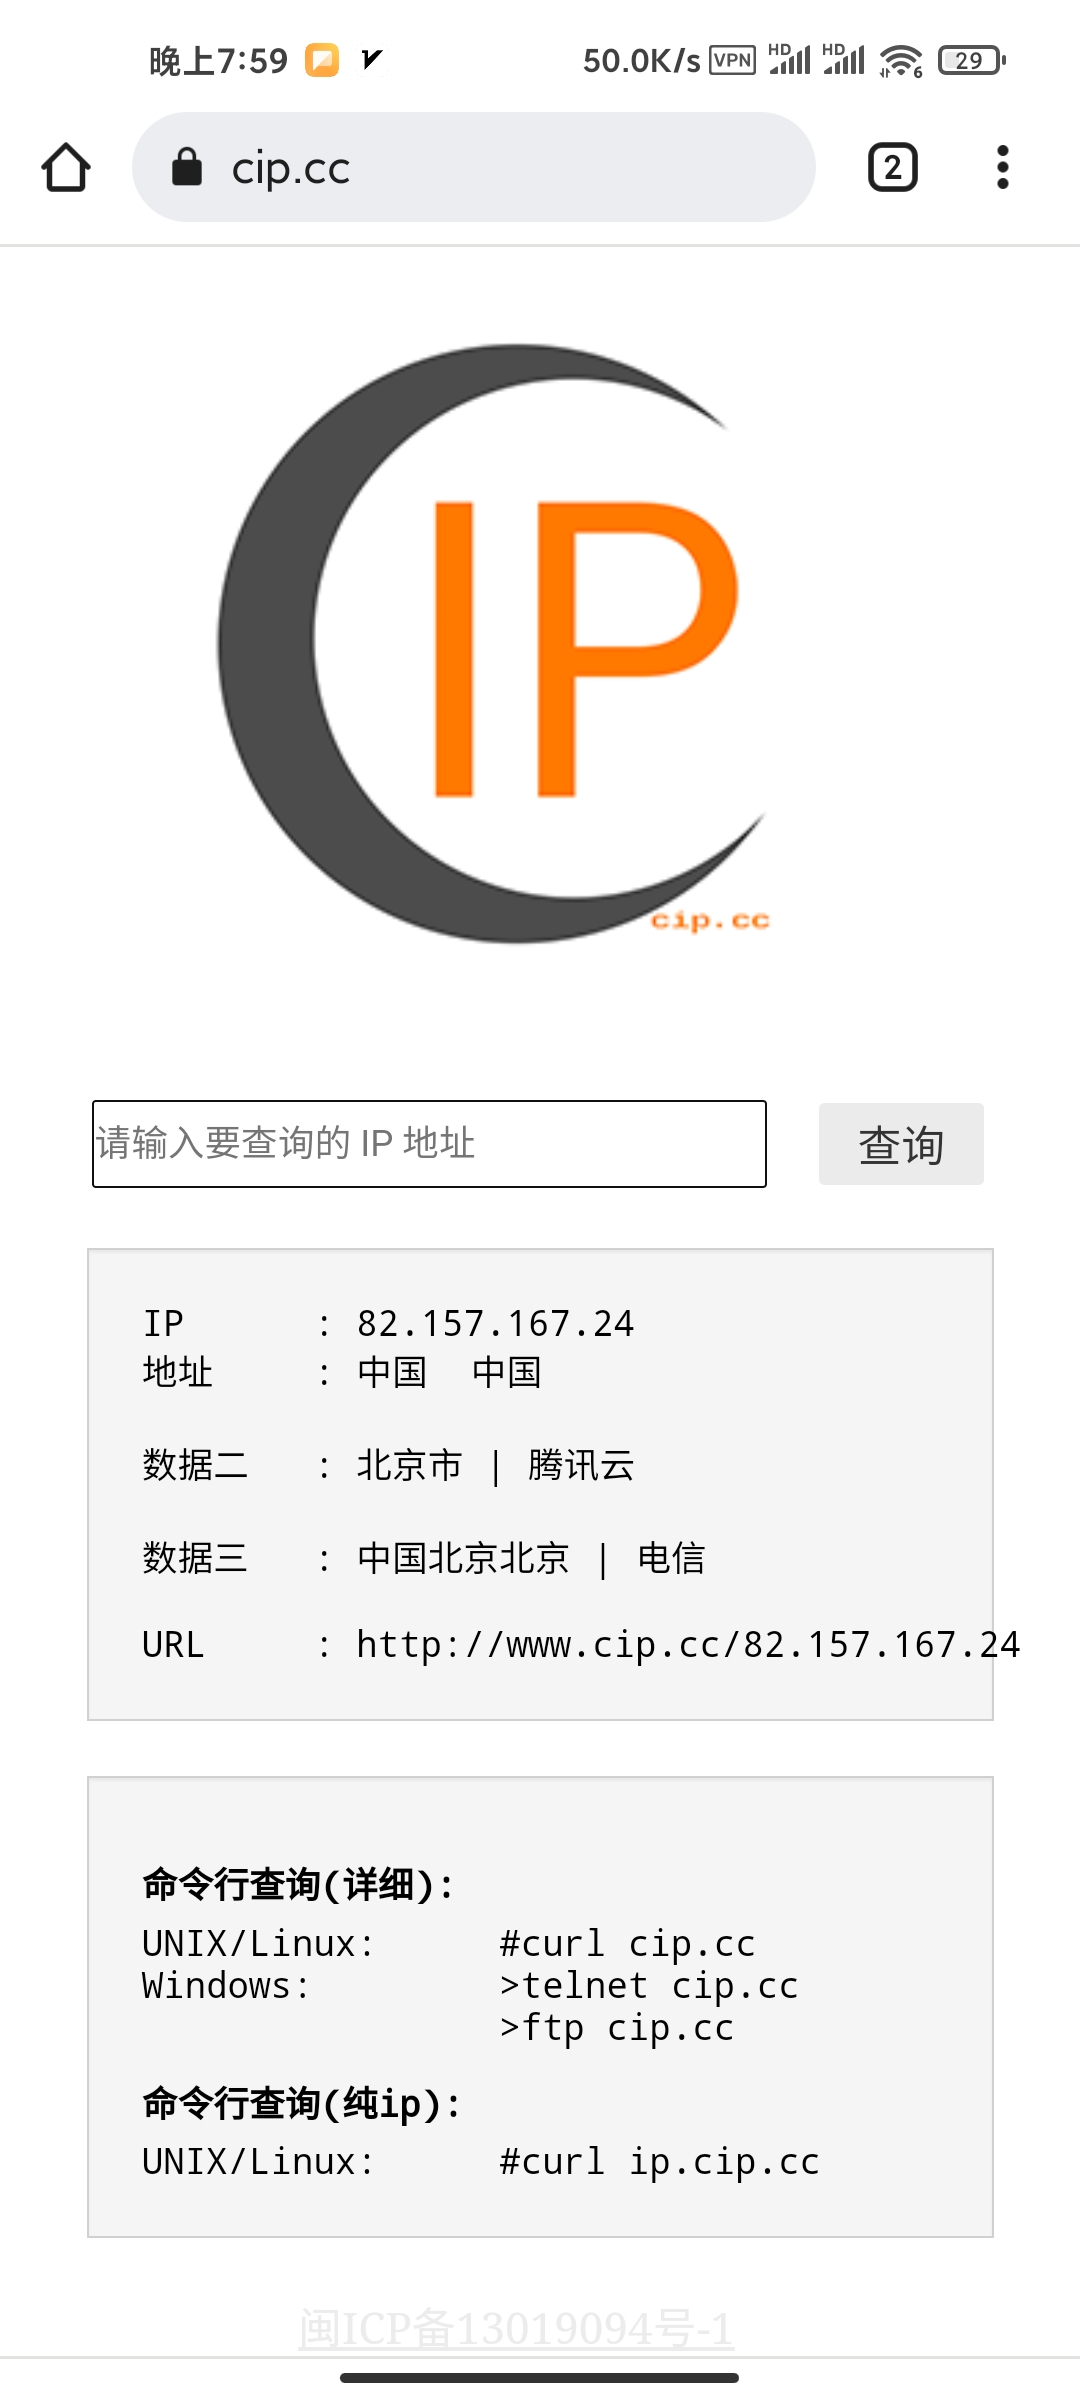 晚上7:59 50.0K/s VPN HD HD 6 29
cip.cc 2
IP
cip.cc
请输入要查询的 IP 地址 查询
IP : 82.157.167.24
地址 : 中国 中国
数据二 : 北京市 | 腾讯云
数据三 : 中国北京北京 | 电信
URL : http://www.cip.cc/82.157.167.24
命令行查询(详细):
UNIX/Linux: #curl cip.cc
Windows: >telnet cip.cc
>ftp cip.cc
命令行查询(纯ip):
UNIX/Linux: #curl ip.cip.cc
闽ICP备13019094号-1